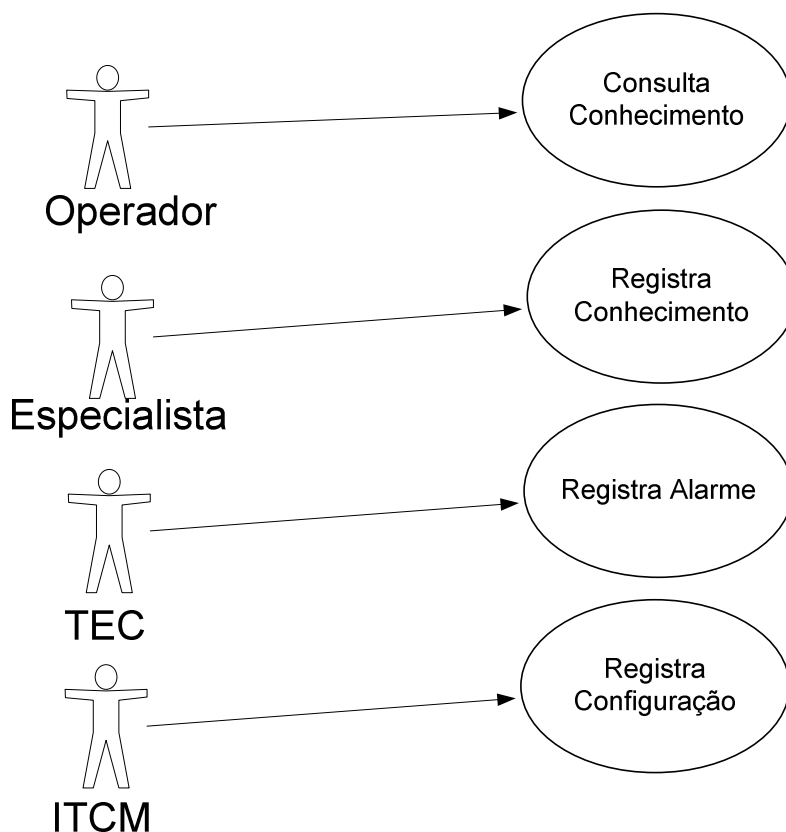 Consulta
Conhecimento
Operador
Registra
Conhecimento
Especialista
Registra Alarme
TEC
Registra
Configuração
ITCM